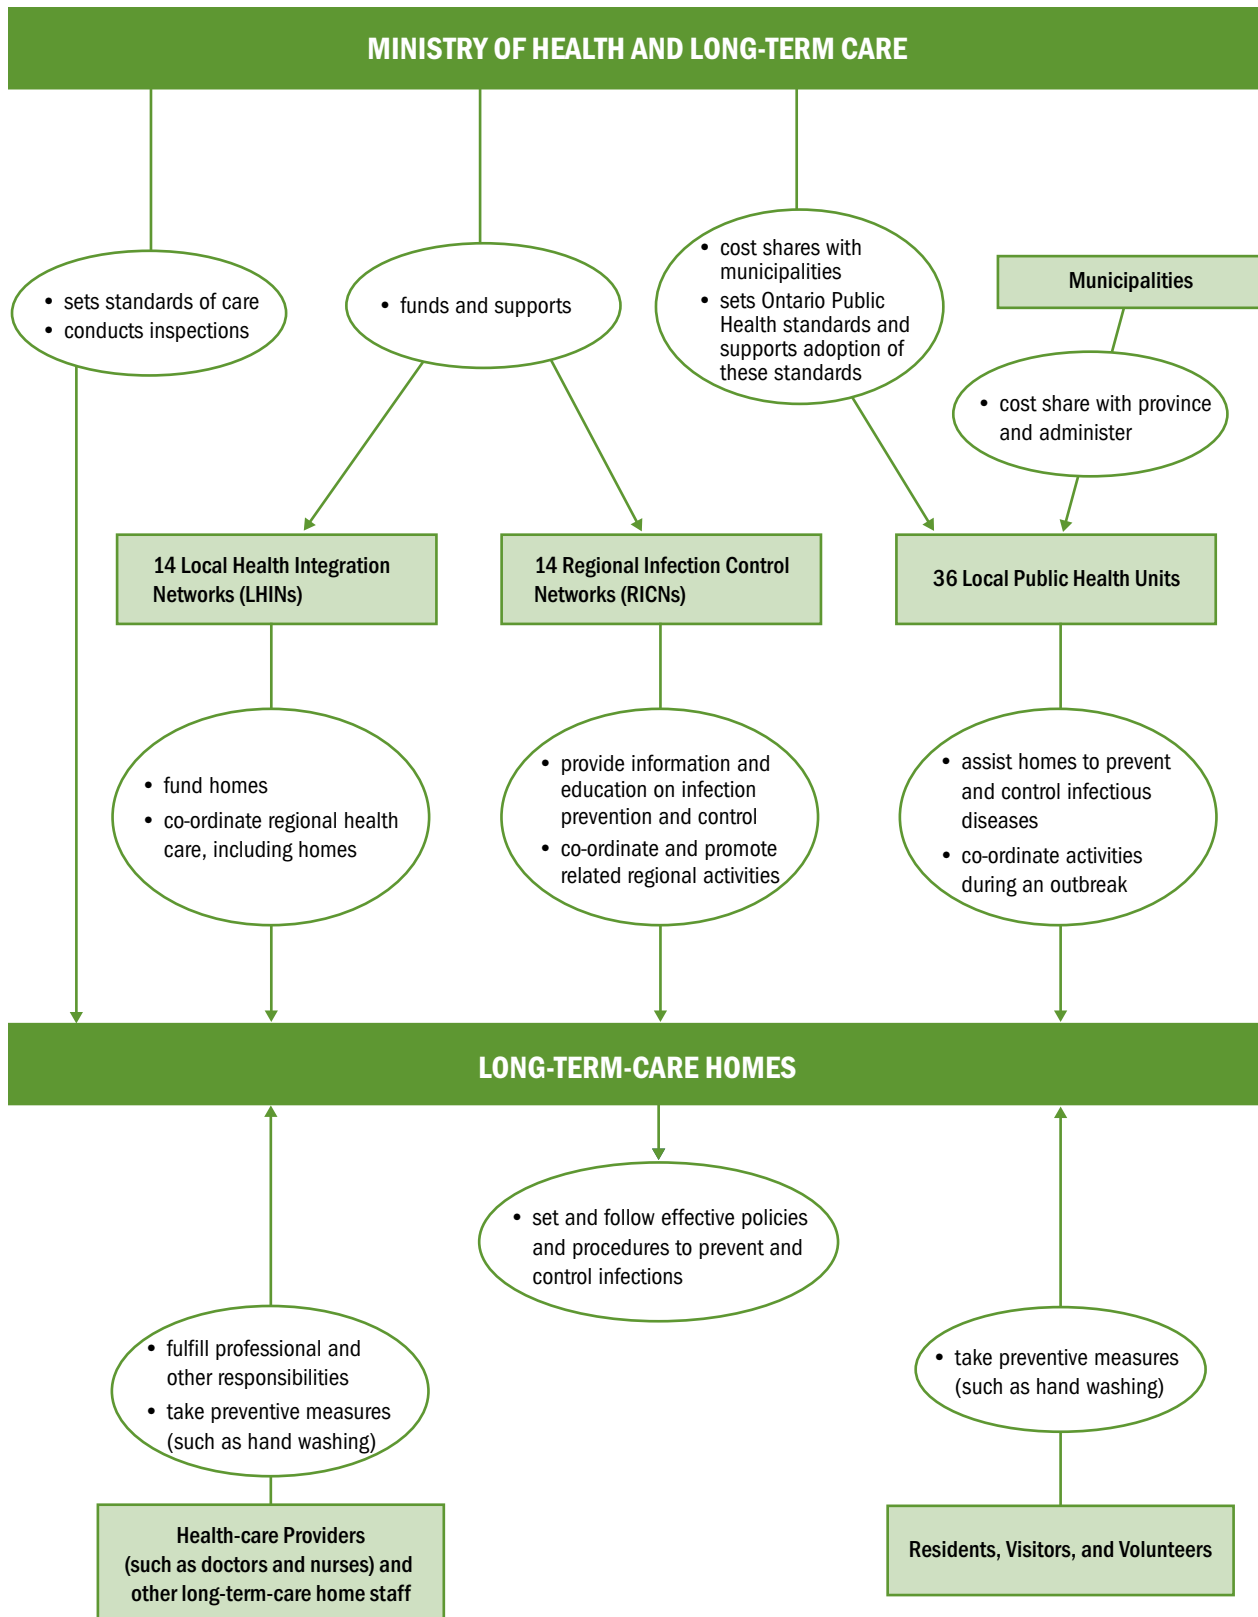 MINISTRY OF HEALTH AND LONG-TERM CARE
• sets standards of care
• conducts inspections
• funds and supports
• cost shares with
municipalities
• sets Ontario Public
Health standards and
supports adoption of
these standards
Municipalities
• cost share with province
and administer
14 Local Health Integration
Networks (LHINs)
14 Regional Infection Control
Networks (RICNs)
36 Local Public Health Units
• fund homes
• co-ordinate regional health
care, including homes
• provide information and
education on infection
prevention and control
• co-ordinate and promote
related regional activities
• assist homes to prevent
and control infectious
diseases
• co-ordinate activities
during an outbreak
LONG-TERM-CARE HOMES
• set and follow effective policies
and procedures to prevent and
control infections
• fulfill professional and
other responsibilities
• take preventive measures
(such as hand washing)
• take preventive measures
(such as hand washing)
Health-care Providers
(such as doctors and nurses) and
other long-term-care home staff
Residents, Visitors, and Volunteers